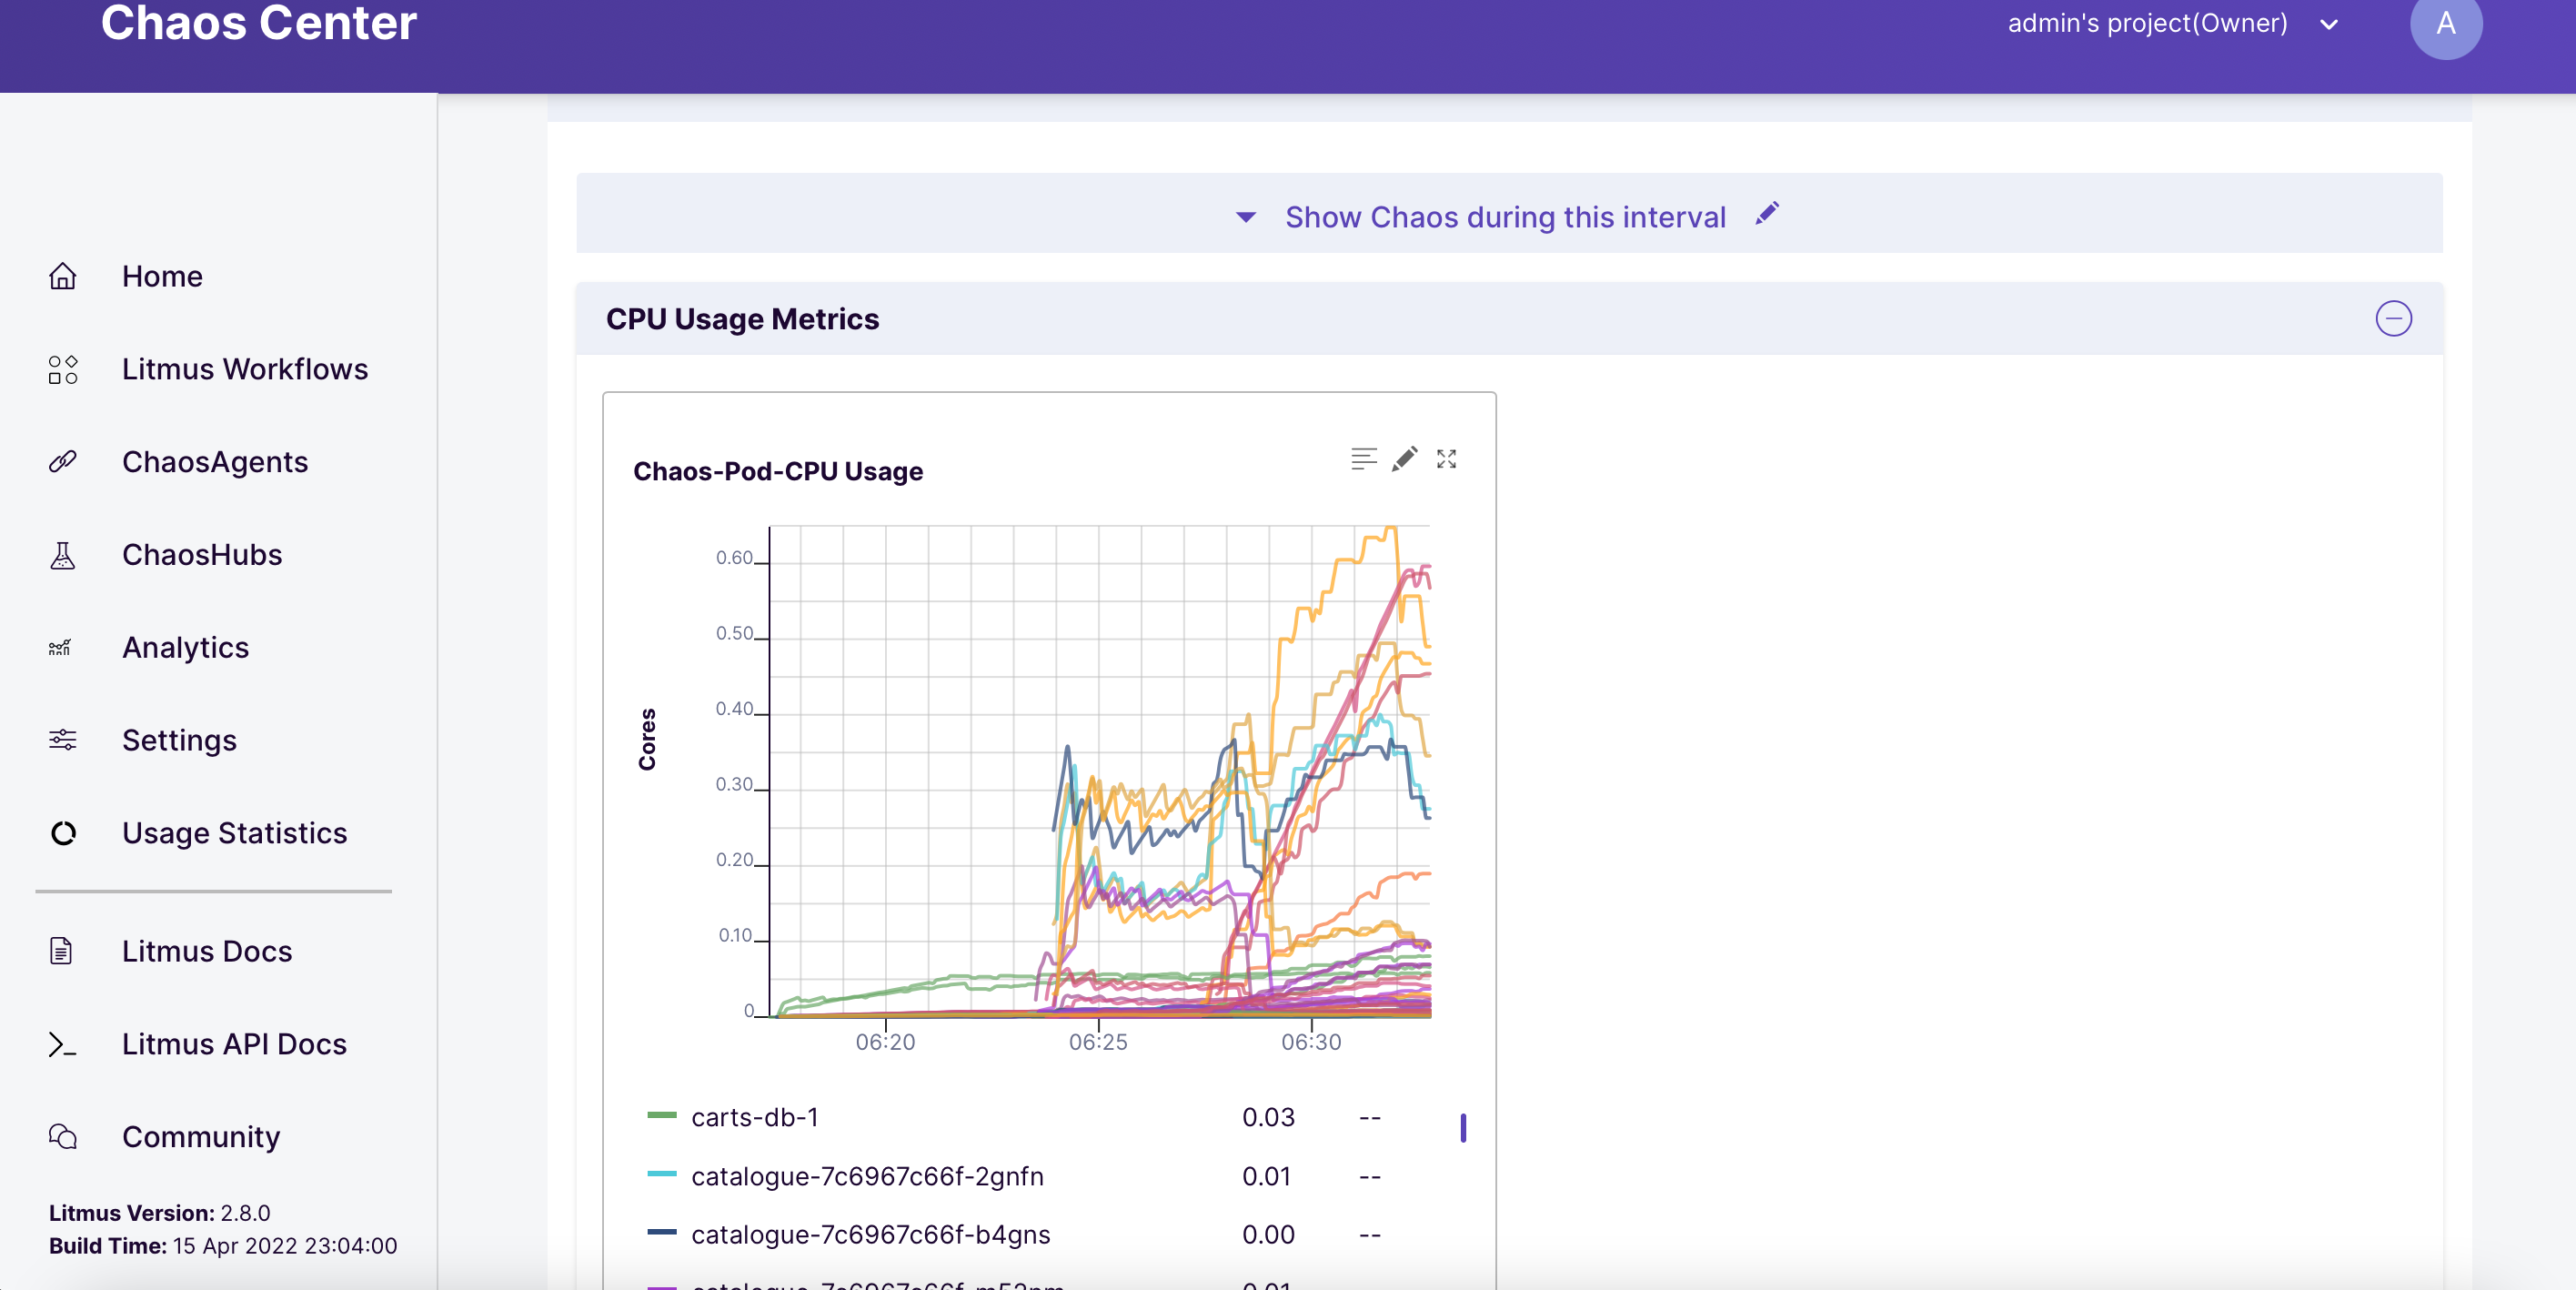 Chaos Center
admin's project(Owner)
A
Home
Litmus Workflows
ChaosAgents
ChaosHubs
Analytics
Settings
Usage Statistics
Litmus Docs
Litmus API Docs
Community
Litmus Version: 2.8.0
Build Time: 15 Apr 2022 23:04:00
Show Chaos during this interval
CPU Usage Metrics
Chaos-Pod-CPU Usage
Cores
0.60
0.50
0.40
0.30
0.20
0.10
0
06:20 06:25 06:30
carts-db-1 0.03 --
catalogue-7c6967c66f-2gnfn 0.01 --
catalogue-7c6967c66f-b4gns 0.00 --